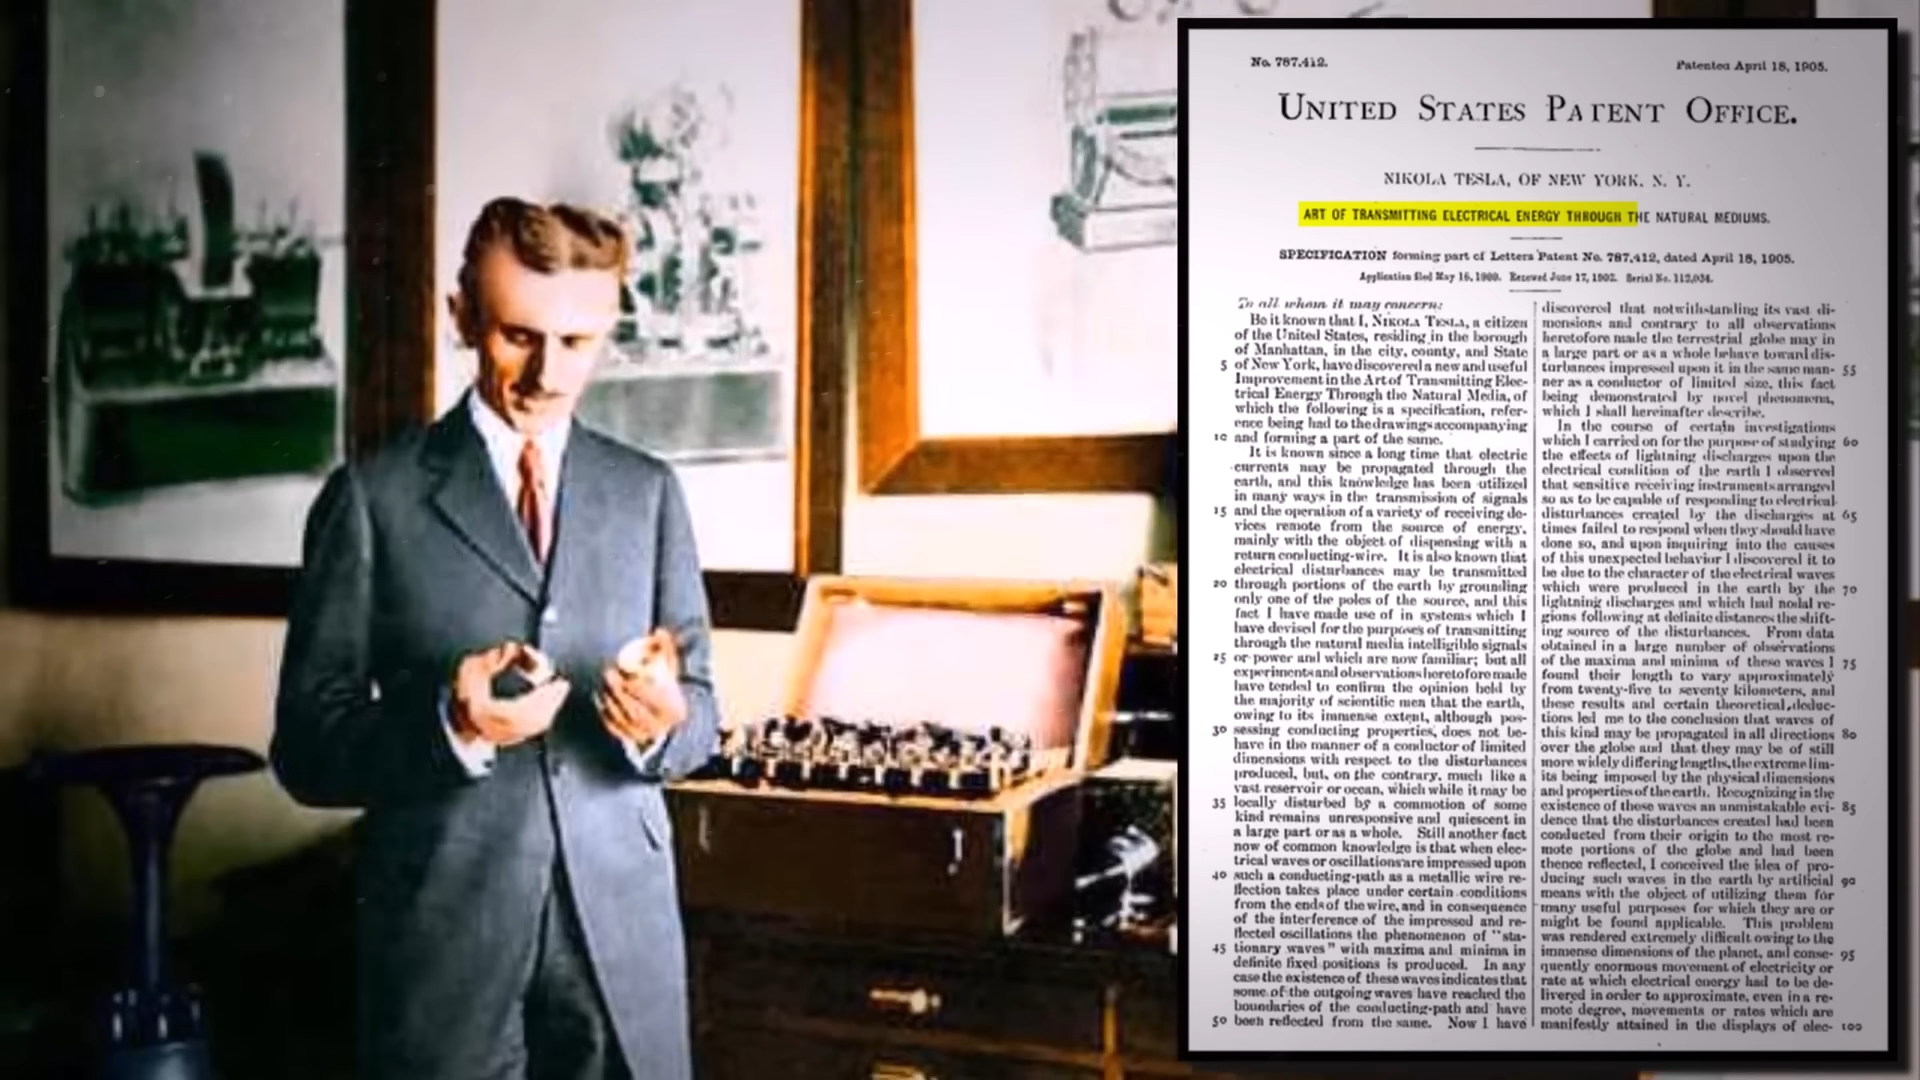 No. 787,412.
Patented April 18, 1905.
UNITED STATES PATENT OFFICE.
NIKOLA TESLA, OF NEW YORK, N. Y.
ART OF TRANSMITTING ELECTRICAL ENERGY THROUGH THE NATURAL MEDIUMS.
SPECIFICATION forming part of Letters Patent No. 787,412, dated April 18, 1905.
Application filed May 16, 1900. Renewed June 17, 1902. Serial No. 112,034.
To all whom it may concern:
Be it known that I, NIKOLA TESLA, a citizen
of the United States, residing in the borough
of Manhattan, in the city, county, and State
5 of New York, have discovered a new and useful
Improvement in the Art of Transmitting Elec-
trical Energy Through the Natural Media, of
which the following is a specification, refer-
ence being had to the drawings accompanying
10 and forming a part of the same.
It is known since a long time that electric
currents may be propagated through the
earth, and this knowledge has been utilized
in many ways in the transmission of signals
15 and the operation of a variety of receiving de-
vices remote from the source of energy,
mainly with the object of dispensing with a
return conducting-wire. It is also known that
electrical disturbances may be transmitted
20 through portions of the earth by grounding
only one of the poles of the source, and this
fact I have made use of in systems which I
have devised for the purposes of transmitting
through the natural media intelligible signals
25 or power and which are now familiar; but all
experiments and observations heretofore made
have tended to confirm the opinion held by
the majority of scientific men that the earth,
owing to its immense extent, although pos-
30 sessing conducting properties, does not be-
have in the manner of a conductor of limited
dimensions with respect to the disturbances
produced, but, on the contrary, much like a
vast reservoir or ocean, which while it may be
35 locally disturbed by a commotion of some
kind remains unresponsive and quiescent in
a large part or as a whole. Still another fact
now of common knowledge is that when elec-
trical waves or oscillations are impressed upon
40 such a conducting-path as a metallic wire re-
flection takes place under certain conditions
from the ends of the wire, and in consequence
of the interference of the impressed and re-
flected oscillations the phenomenon of "sta-
45 tionary waves" with maxima and minima in
definite fixed positions is produced. In any
case the existence of these waves indicates that
some of the outgoing waves have reached the
boundaries of the conducting-path and have
50 been reflected from the same. Now I have
discovered that notwithstanding its vast di-
mensions and contrary to all observations
heretofore made the terrestrial globe may in
a large part or as a whole behave toward dis-
turbances impressed upon it in the same man- 55
ner as a conductor of limited size, this fact
being demonstrated by novel phenomena,
which I shall hereinafter describe.
In the course of certain investigations
which I carried on for the purpose of studying 60
the effects of lightning discharges upon the
electrical condition of the earth I observed
that sensitive receiving instruments arranged
so as to be capable of responding to electrical
disturbances created by the discharges at 65
times failed to respond when they should have
done so, and upon inquiring into the causes
of this unexpected behavior I discovered it to
be due to the character of the electrical waves
which were produced in the earth by the 70
lightning discharges and which had nodal re-
gions following at definite distances the shift-
ing source of the disturbances. From data
obtained in a large number of observations
of the maxima and minima of these waves I 75
found their length to vary approximately
from twenty-five to seventy kilometers, and
these results and certain theoretical deduc-
tions led me to the conclusion that waves of
this kind may be propagated in all directions 80
over the globe and that they may be of still
more widely differing lengths, the extreme lim-
its being imposed by the physical dimensions
and properties of the earth. Recognizing in the
existence of these waves an unmistakable evi- 85
dence that the disturbances created had been
conducted from their origin to the most re-
mote portions of the globe and had been
thence reflected, I conceived the idea of pro-
ducing such waves in the earth by artificial 90
means with the object of utilizing them for
many useful purposes for which they are or
might be found applicable. This problem
was rendered extremely difficult owing to the
immense dimensions of the planet, and conse- 95
quently enormous movement of electricity or
rate at which electrical energy had to be de-
livered in order to approximate, even in a re-
mote degree, movements or rates which are
manifestly attained in the displays of elec- 100